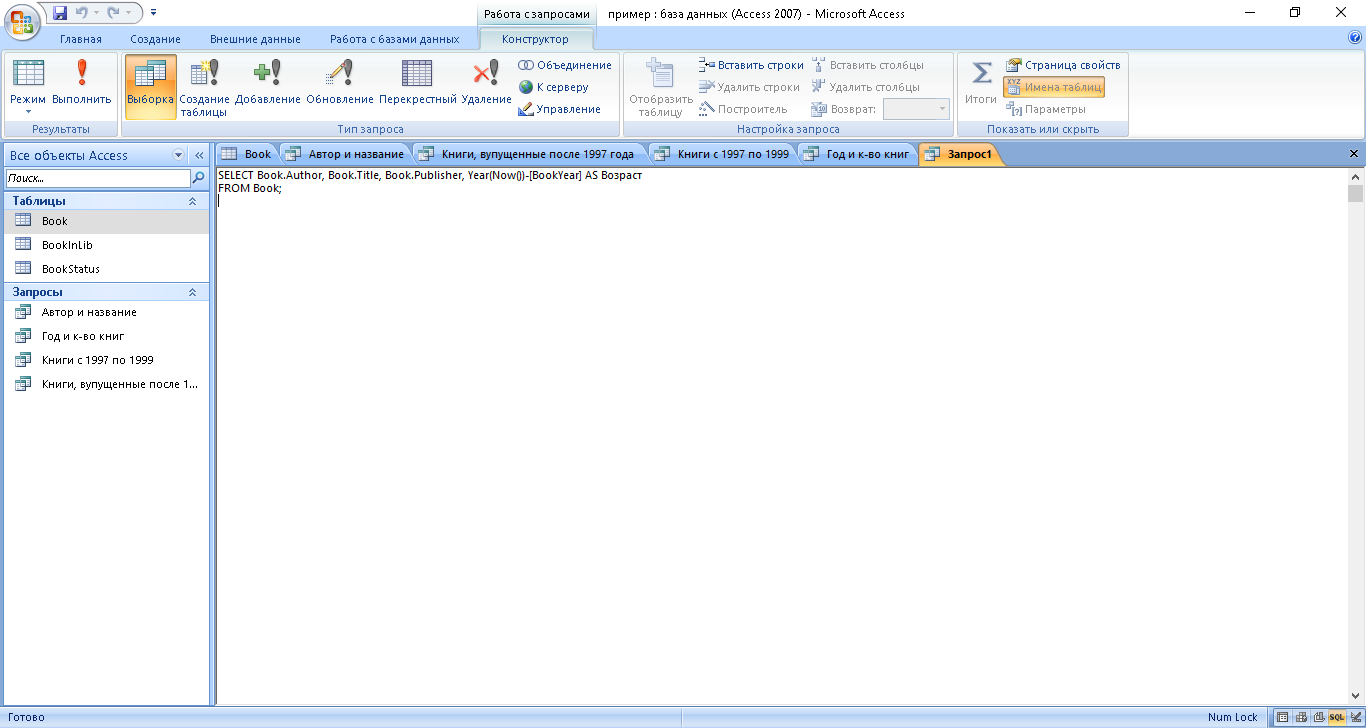 Работа с запросами
пример : база данных (Access 2007) - Microsoft Access
Главная
Создание
Внешние данные
Работа с базами данных
Конструктор
Режим
Выполнить
Результаты
Выборка
Создание
таблицы
Добавление
Обновление
Перекрестный
Удаление
Объединение
К серверу
Управление
Тип запроса
Отобразить
таблицу
Вставить строки
Удалить строки
Построитель
Вставить столбцы
Удалить столбцы
Возврат:
Настройка запроса
Итоги
Страница свойств
XYZ
Имена таблиц
Параметры
Показать или скрыть
Все объекты Access
Поиск...
Таблицы
Book
BookInLib
BookStatus
Запросы
Автор и название
Год и к-во книг
Книги с 1997 по 1999
Книги, вупущенные после 1...
Book
Автор и название
Книги, вупущенные после 1997 года
Книги с 1997 по 1999
Год и к-во книг
Запрос1
SELECT Book.Author, Book.Title, Book.Publisher, Year(Now())-[BookYear] AS Возраст
FROM Book;
Готово
Num Lock
SQL